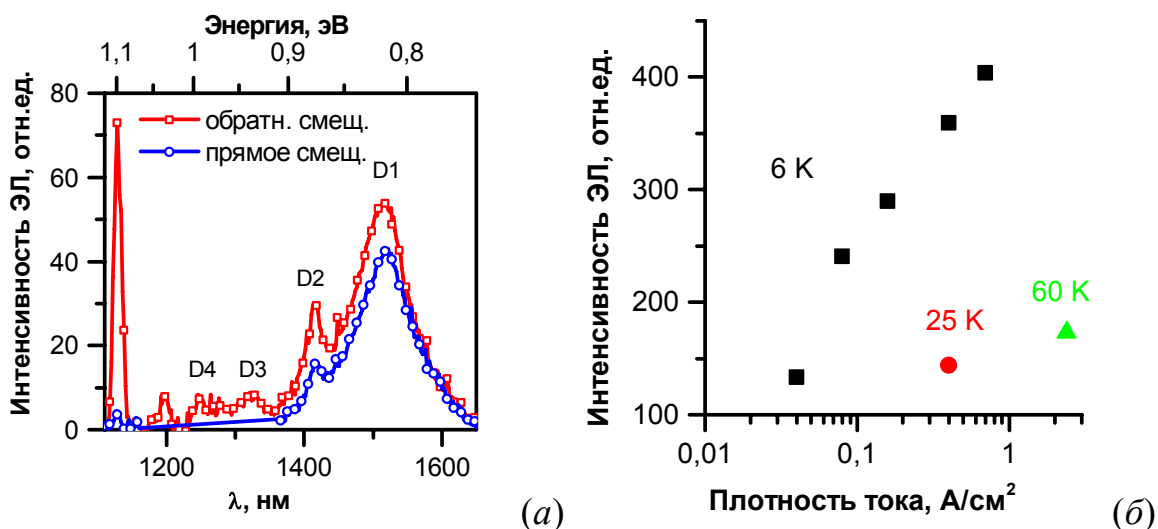 Энергия, эВ
1,1 1 0,9 0,8
Интенсивность ЭЛ, отн.ед.
80
60
40
20
0
обратн. смещ.
прямое смещ.
D1
D2
D4 D3
1200 1400 1600
λ, нм
(а)
Интенсивность ЭЛ, отн.ед.
400
300
200
100
6 K
60 K
25 K
0,01 0,1 1
Плотность тока, А/см²
(б)